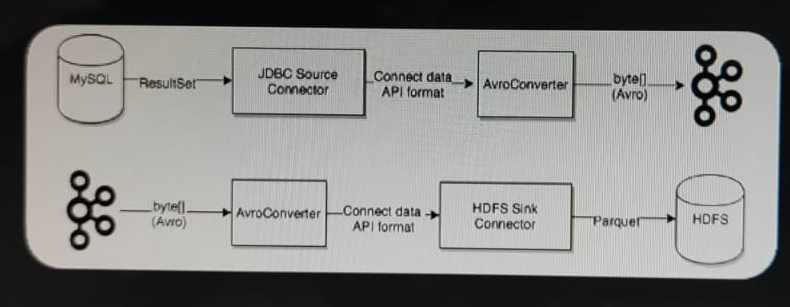 MySQL
ResultSet
JDBC Source
Connector
Connect data
API format
AvroConverter
byte[]
(Avro)
byte[]
(Avro)
AvroConverter
Connect data
API format
HDFS Sink
Connector
Parquet
HDFS